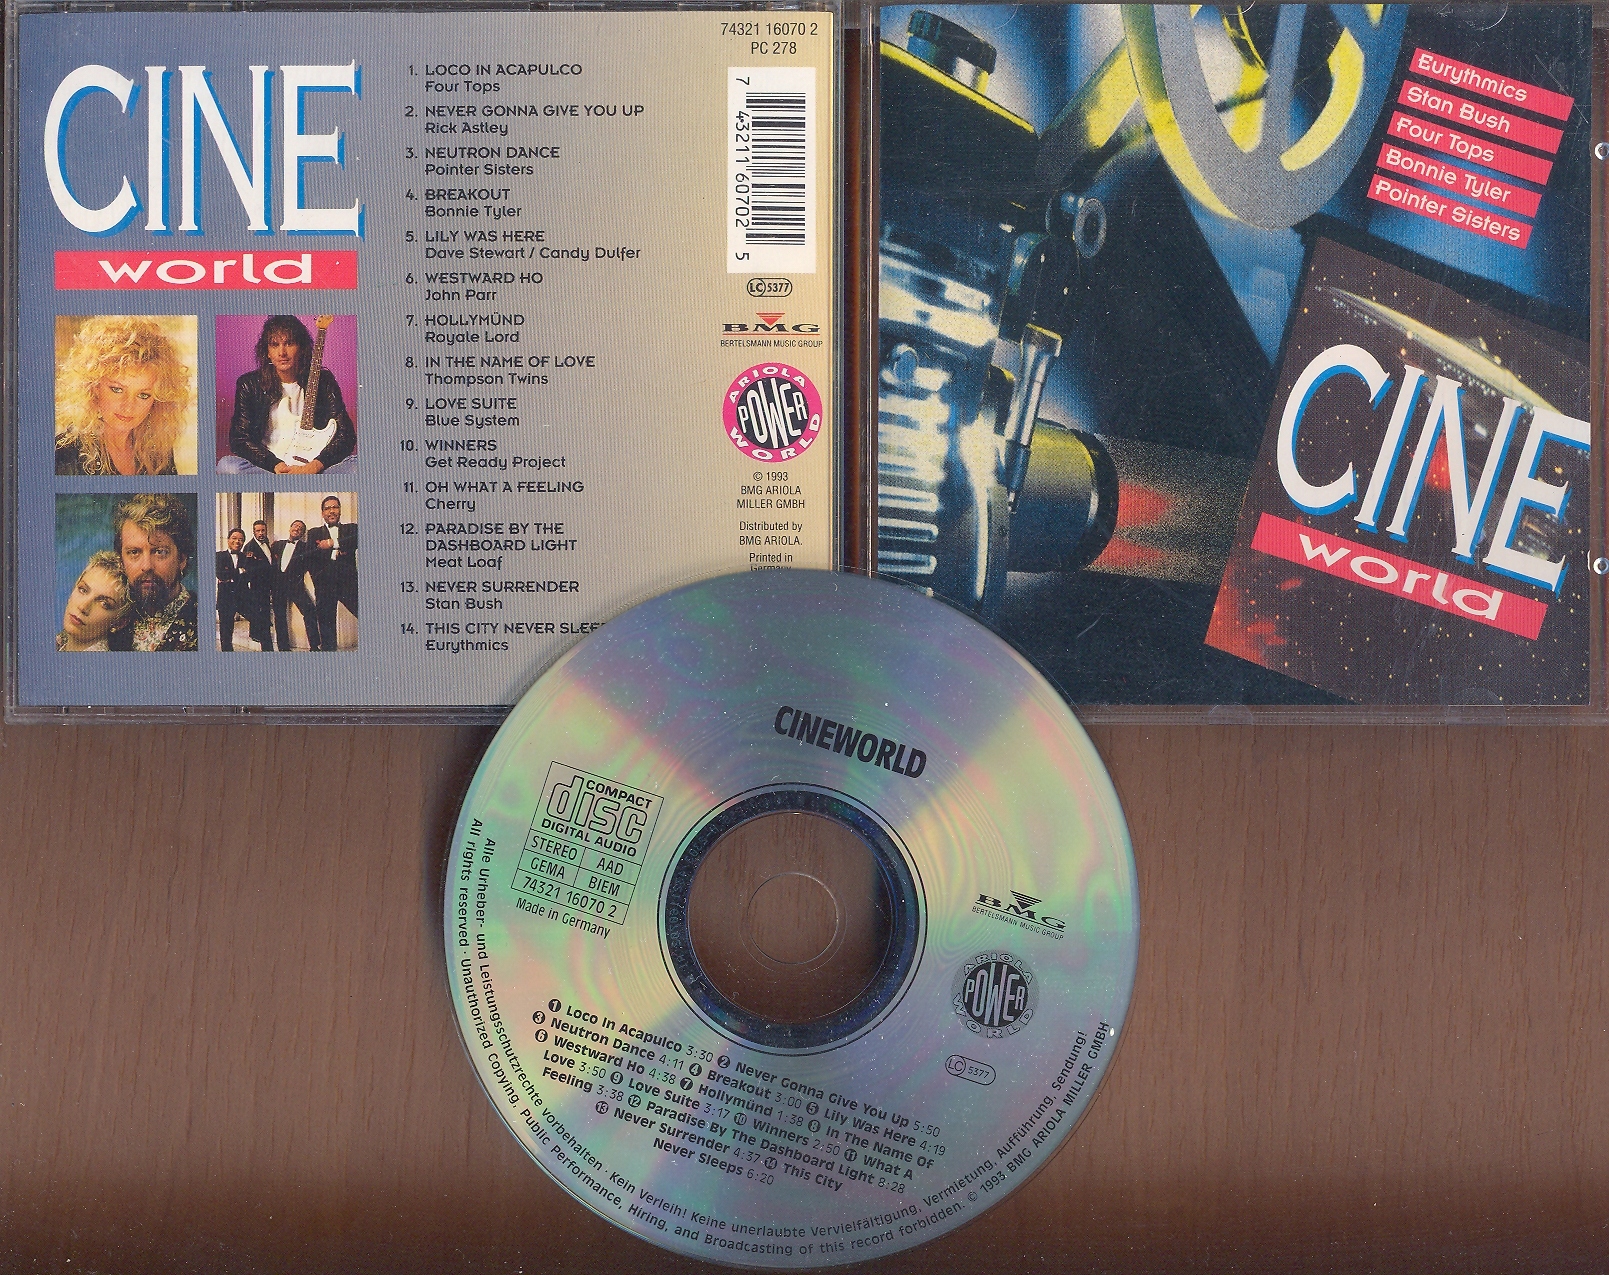 CINE
world
1. LOCO IN ACAPULCO
Four Tops
2. NEVER GONNA GIVE YOU UP
Rick Astley
3. NEUTRON DANCE
Pointer Sisters
4. BREAKOUT
Bonnie Tyler
5. LILY WAS HERE
Dave Stewart / Candy Dulfer
6. WESTWARD HO
John Parr
7. HOLLYMÜND
Royale Lord
8. IN THE NAME OF LOVE
Thompson Twins
9. LOVE SUITE
Blue System
10. WINNERS
Get Ready Project
11. OH WHAT A FEELING
Cherry
12. PARADISE BY THE
DASHBOARD LIGHT
Meat Loaf
13. NEVER SURRENDER
Stan Bush
14. THIS CITY NEVER SLEE
Eurythmics
74321 16070 2
PC 278
7 43211 60702 5
LC 5377
BMG
BERTELSMANN MUSIC GROUP
ARIOLA
POWER
WORLD
© 1993
BMG ARIOLA
MILLER GMBH
Distributed by
BMG ARIOLA.
Printed in
Germany
Eurythmics
Stan Bush
Four Tops
Bonnie Tyler
Pointer Sisters
CINE
world
CINEWORLD
COMPACT
disc
DIGITAL AUDIO
STEREO AAD
GEMA BIEM
74321 16070 2
Made in Germany
BMG
BERTELSMANN MUSIC GROUP
ARIOLA
POWER
WORLD
LC 5377
1 Loco In Acapulco 3:30 2 Never Gonna Give You Up 5:50
3 Neutron Dance 4:11 4 Breakout 3:00 5 Lily Was Here 4:19
6 Westward Ho 4:38 7 Hollymünd 1:38 8 In The Name Of
Love 3:50 9 Love Suite 3:17 10 Winners 2:50 11 What A
Feeling 3:38 12 Paradise By The Dashboard Light 8:28
13 Never Surrender 4:37 14 This City
Never Sleeps 6:20
Alle Urheber- und Leistungsschutzrechte vorbehalten · Kein Verleih! Keine unerlaubte Vervielfältigung, Vermietung, Aufführung, Sendung!
All rights reserved · Unauthorized Copying, Public Performance, Hiring, and Broadcasting of this record forbidden. © 1993 BMG ARIOLA MILLER GMBH